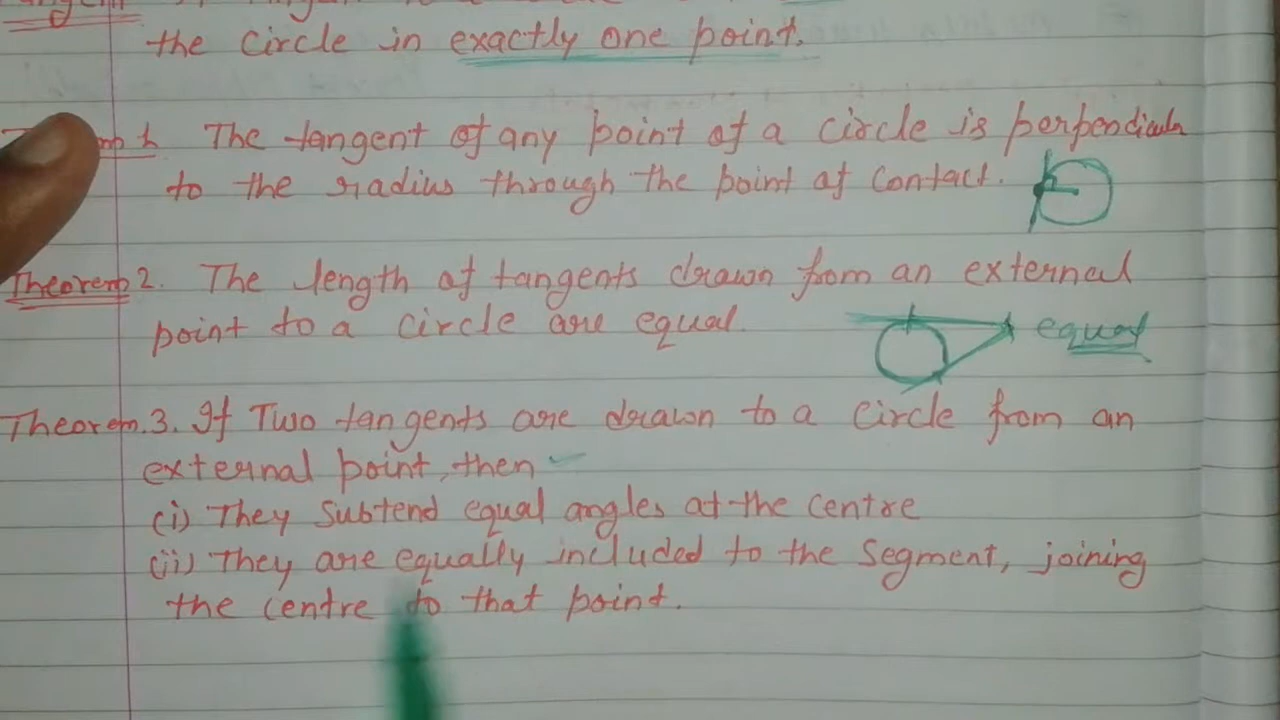 the circle in exactly one point.
1. The tangent of any point of a circle is perpendicular
to the radius through the point of contact.
Theorem 2. The length of tangents drawn from an external
point to a circle are equal. equal
Theorem.3. If Two tangents are drawn to a circle from an
external point, then
(i) They subtend equal angles at the centre
(ii) They are equally included to the segment, joining
the centre to that point.